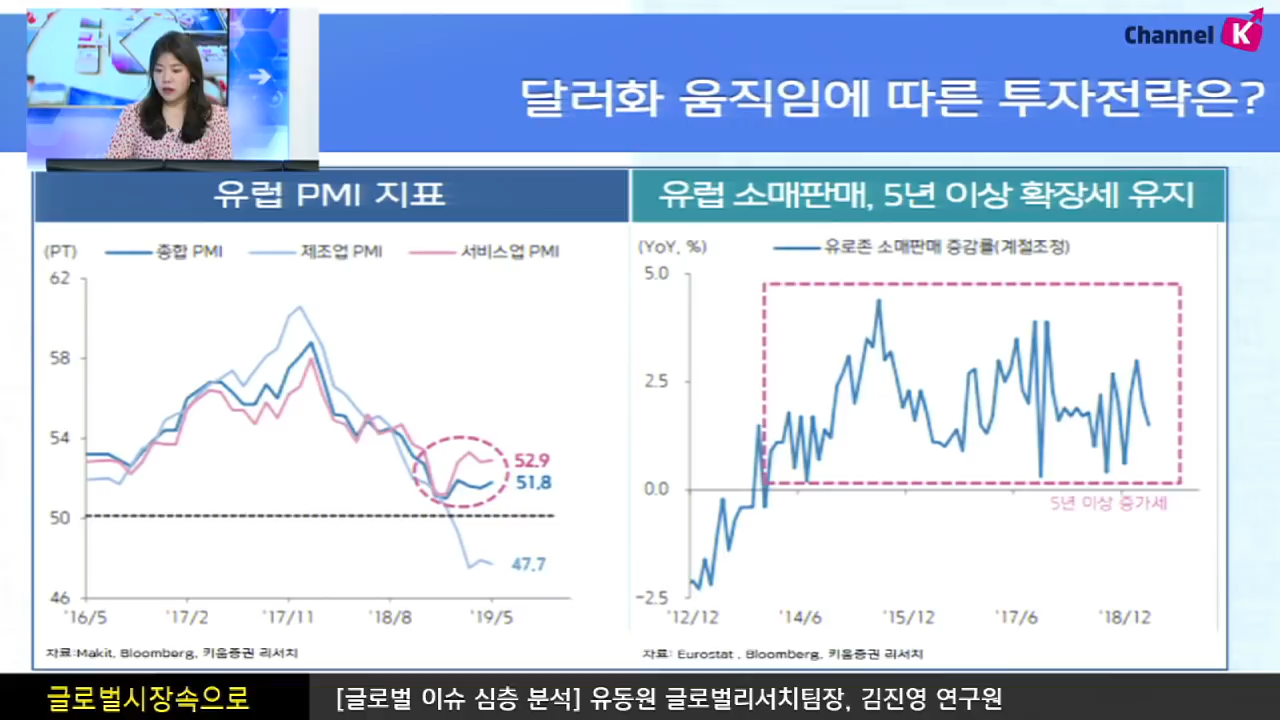 Channel K
달러화 움직임에 따른 투자전략은?
유럽 PMI 지표
(PT)
종합 PMI
제조업 PMI
서비스업 PMI
62
58
54
50
46
52.9
51.8
47.7
'16/5
'17/2
'17/11
'18/8
'19/5
자료:Makit, Bloomberg, 키움증권 리서치
유럽 소매판매, 5년 이상 확장세 유지
(YoY, %)
유로존 소매판매 증감률(계절조정)
5.0
2.5
0.0
-2.5
5년 이상 증가세
'12/12
'14/6
'15/12
'17/6
'18/12
자료: Eurostat , Bloomberg, 키움증권 리서치
글로벌시장속으로
[글로벌 이슈 심층 분석] 유동원 글로벌리서치팀장, 김진영 연구원